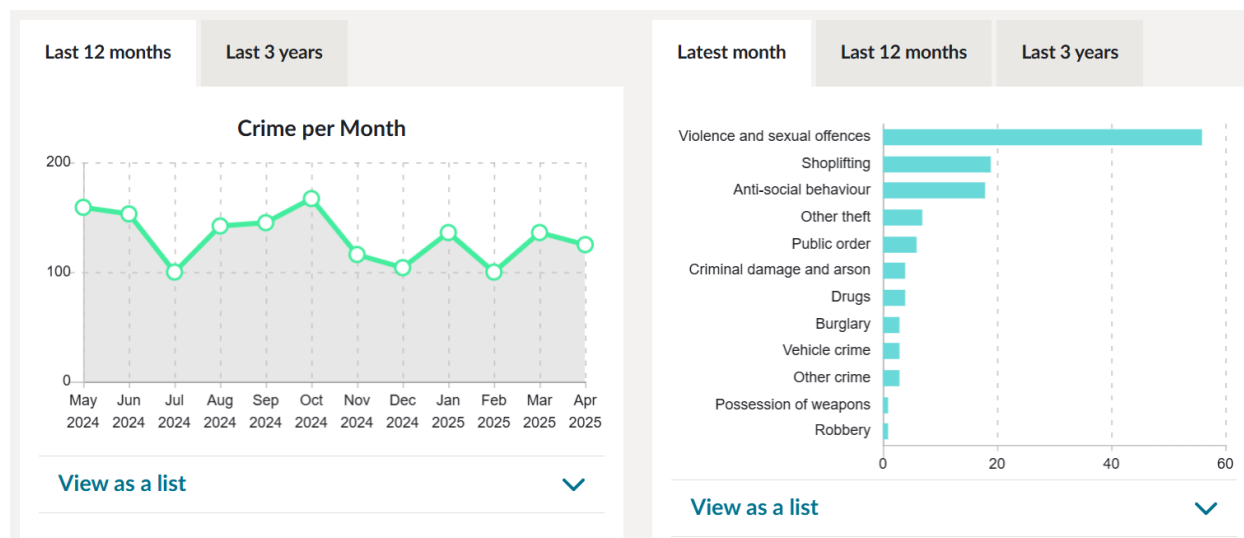 Last 12 months
Last 3 years
Crime per Month
200
100
0
May Jun Jul Aug Sep Oct Nov Dec Jan Feb Mar Apr
2024 2024 2024 2024 2024 2024 2024 2024 2025 2025 2025 2025
View as a list
Latest month
Last 12 months
Last 3 years
Violence and sexual offences
Shoplifting
Anti-social behaviour
Other theft
Public order
Criminal damage and arson
Drugs
Burglary
Vehicle crime
Other crime
Possession of weapons
Robbery
0 20 40 60
View as a list